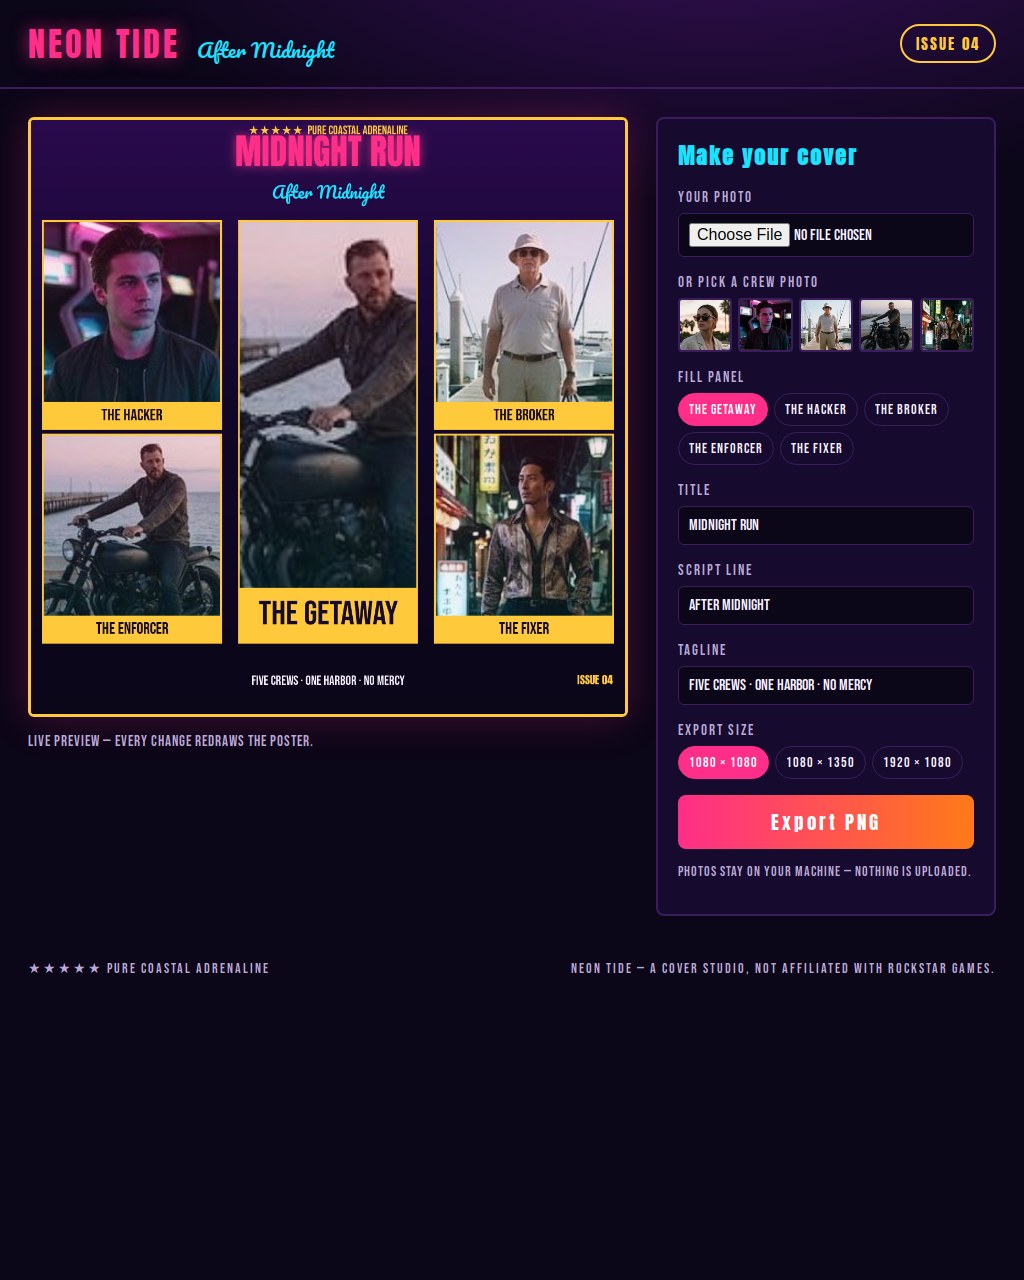 NEON TIDE
After Midnight
ISSUE 04
★★★★★ PURE COASTAL ADRENALINE
MIDNIGHT RUN
After Midnight
THE HACKER
THE BROKER
THE ENFORCER
THE GETAWAY
THE FIXER
FIVE CREWS · ONE HARBOR · NO MERCY
ISSUE 04
LIVE PREVIEW — EVERY CHANGE REDRAWS THE POSTER.
Make your cover
YOUR PHOTO
Choose File NO FILE CHOSEN
OR PICK A CREW PHOTO
FILL PANEL
THE GETAWAY
THE HACKER
THE BROKER
THE ENFORCER
THE FIXER
TITLE
MIDNIGHT RUN
SCRIPT LINE
AFTER MIDNIGHT
TAGLINE
FIVE CREWS · ONE HARBOR · NO MERCY
EXPORT SIZE
1080 × 1080
1080 × 1350
1920 × 1080
Export PNG
PHOTOS STAY ON YOUR MACHINE — NOTHING IS UPLOADED.
★★★★★ PURE COASTAL ADRENALINE
NEON TIDE — A COVER STUDIO, NOT AFFILIATED WITH ROCKSTAR GAMES.